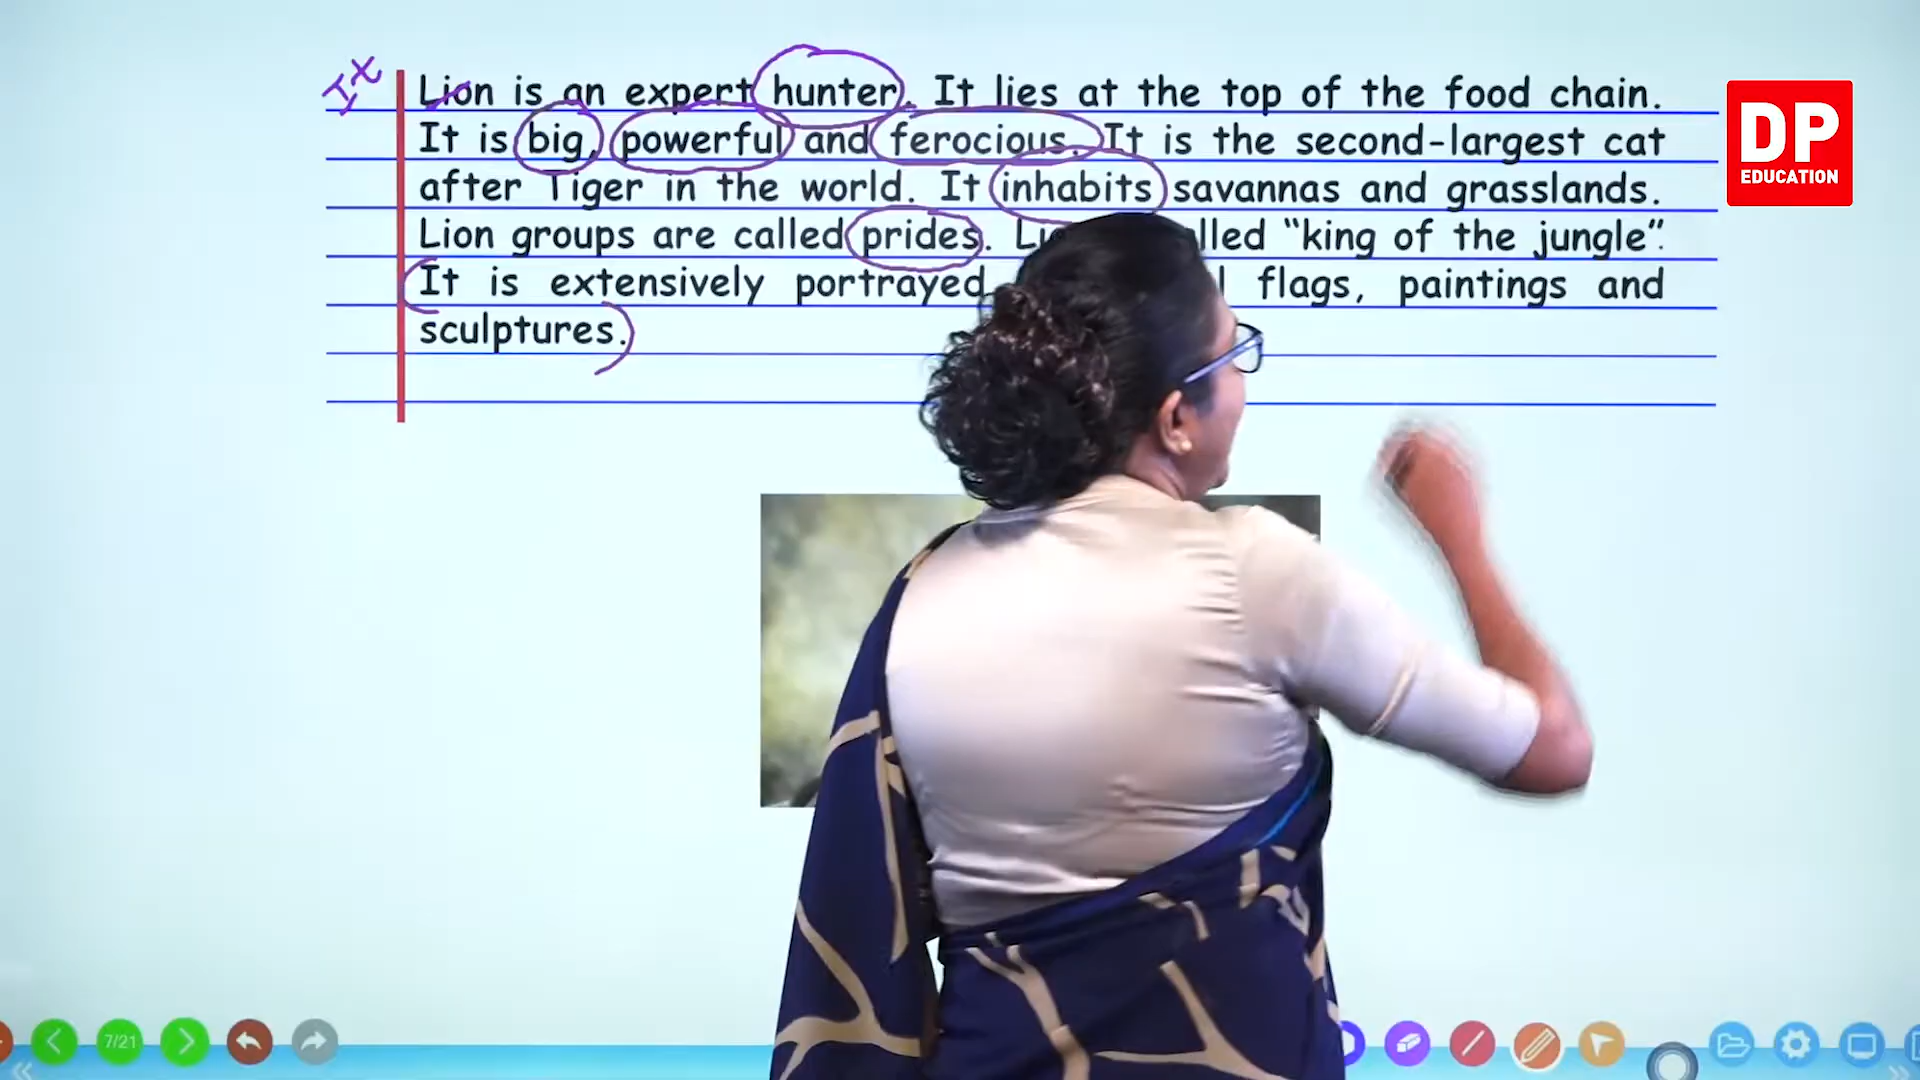 Lion is an expert hunter. It lies at the top of the food chain.
It is big, powerful and ferocious. It is the second-largest cat
after Tiger in the world. It inhabits savannas and grasslands.
Lion groups are called prides. "king of the jungle".
It is extensively portrayed flags, paintings and
sculptures.
DP
EDUCATION
7/21